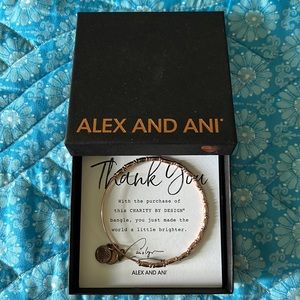 ALEX AND ANI®
Thank You
With the purchase of
this CHARITY BY DESIGN®
bangle, you just made the
world a little brighter.
ALEX AND ANI